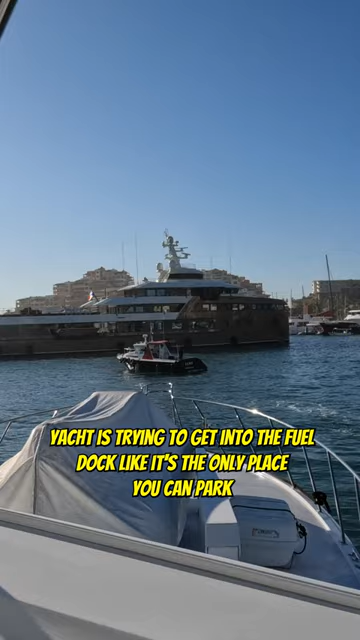 YACHT IS TRYING TO GET INTO THE FUEL
DOCK LIKE IT'S THE ONLY PLACE
YOU CAN PARK